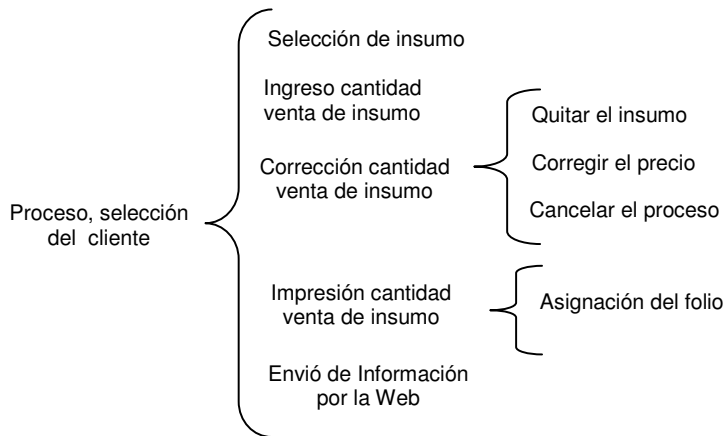 Proceso, selección
del cliente
Selección de insumo
Ingreso cantidad
venta de insumo
Corrección cantidad
venta de insumo
Quitar el insumo
Corregir el precio
Cancelar el proceso
Impresión cantidad
venta de insumo
Asignación del folio
Envió de Información
por la Web